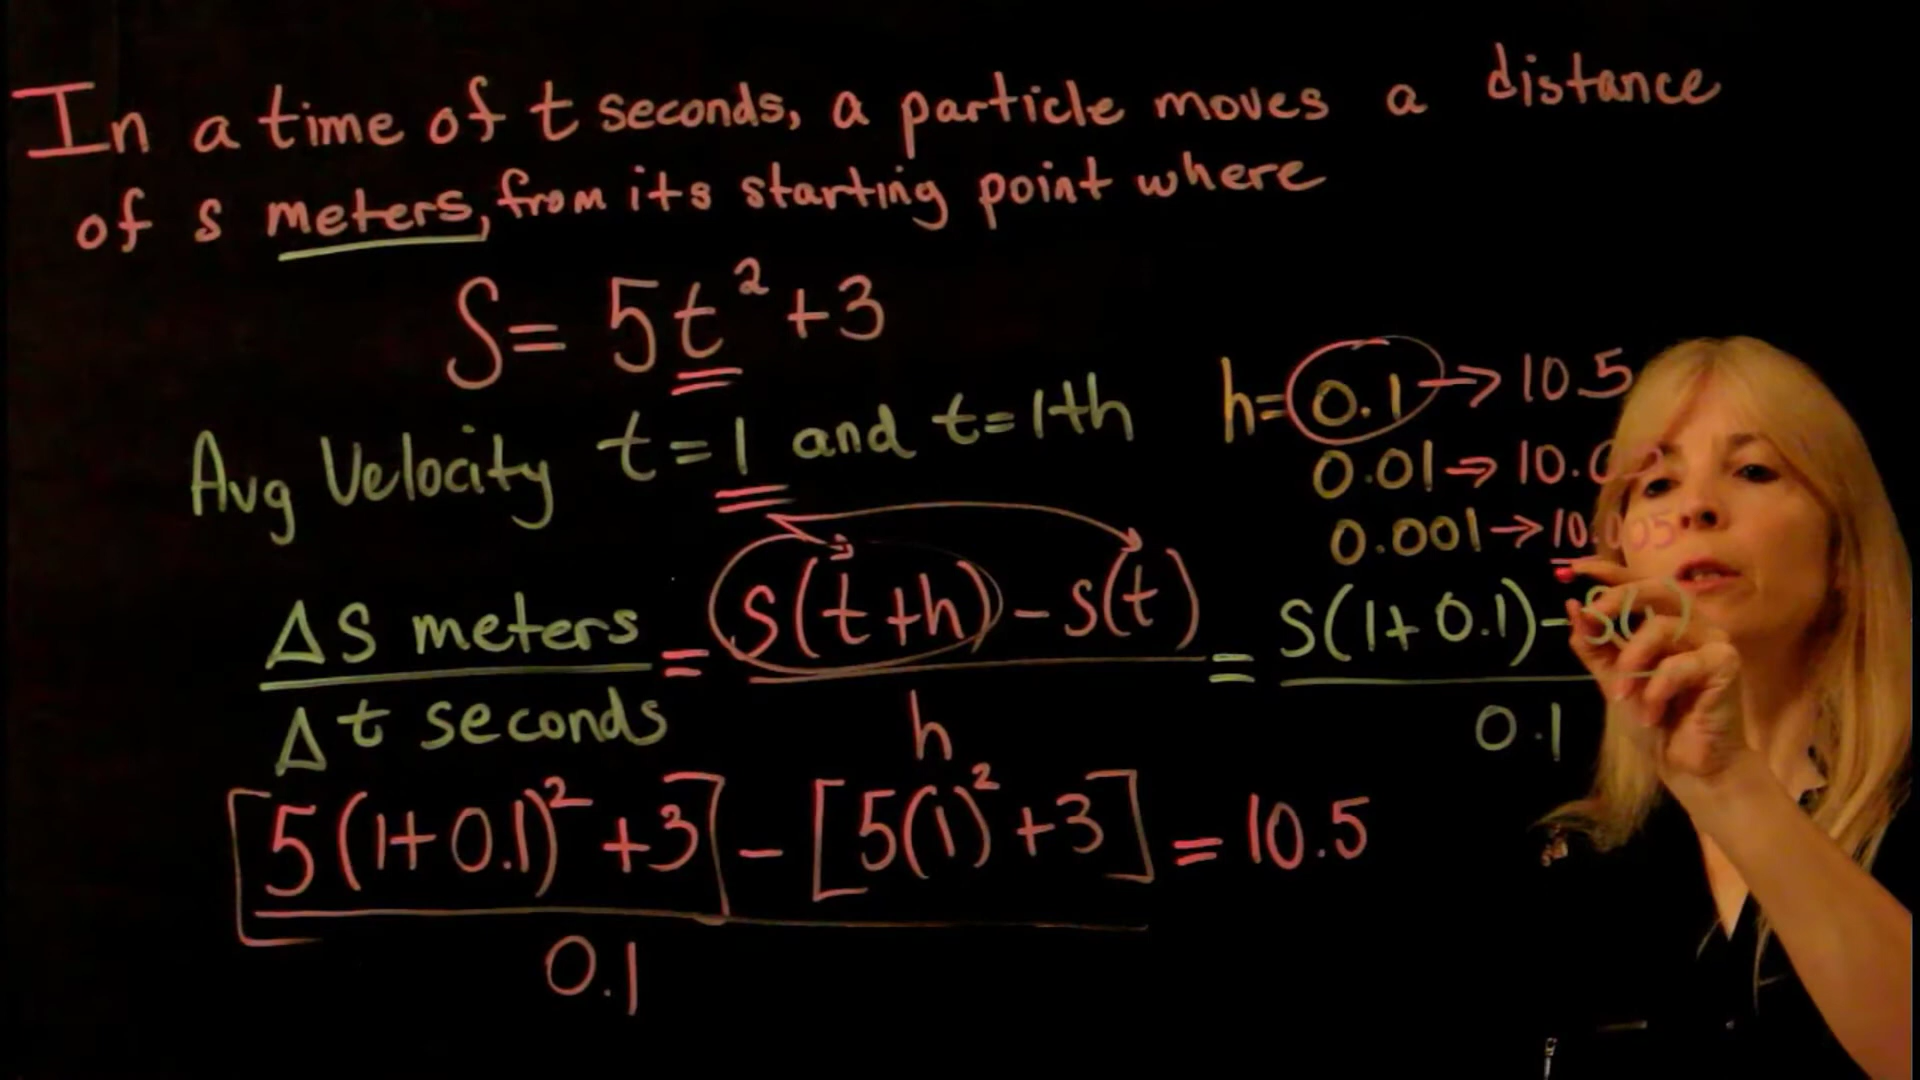 In a time of t seconds, a particle moves a distance
of s meters, from its starting point where
S = 5t² + 3
Avg Velocity t = 1 and t = 1+h
h = 0.1 → 10.5
0.01 →
0.001 → 10.005
ΔS meters / Δt seconds = S(t+h) - S(t) / h = S(1+0.1) - S(1) / 0.1
[5(1+0.1)² + 3] - [5(1)² + 3] / 0.1 = 10.5